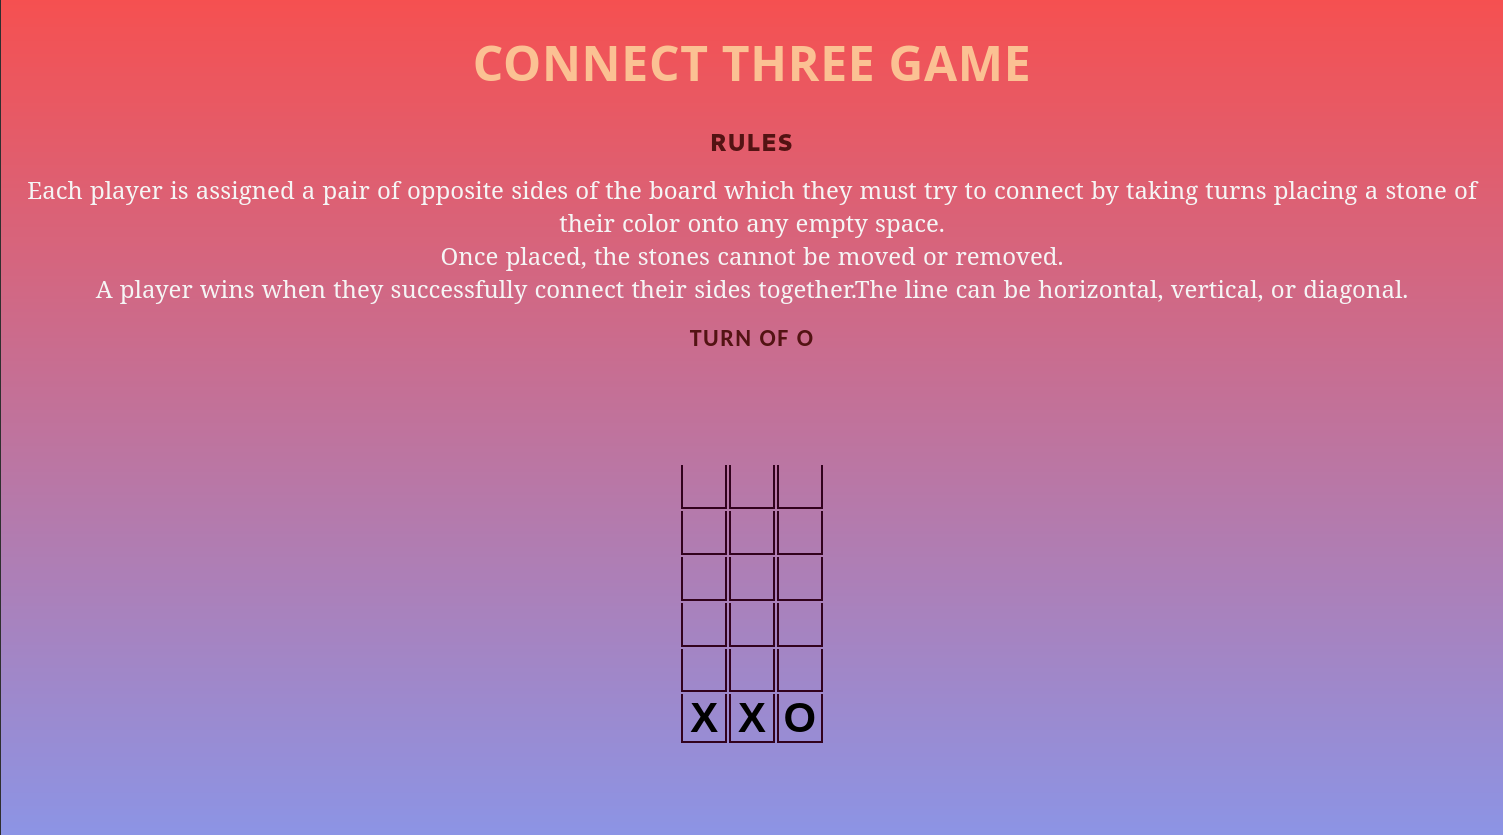 CONNECT THREE GAME
RULES
Each player is assigned a pair of opposite sides of the board which they must try to connect by taking turns placing a stone of
their color onto any empty space.
Once placed, the stones cannot be moved or removed.
A player wins when they successfully connect their sides together.The line can be horizontal, vertical, or diagonal.
TURN OF O
X X O